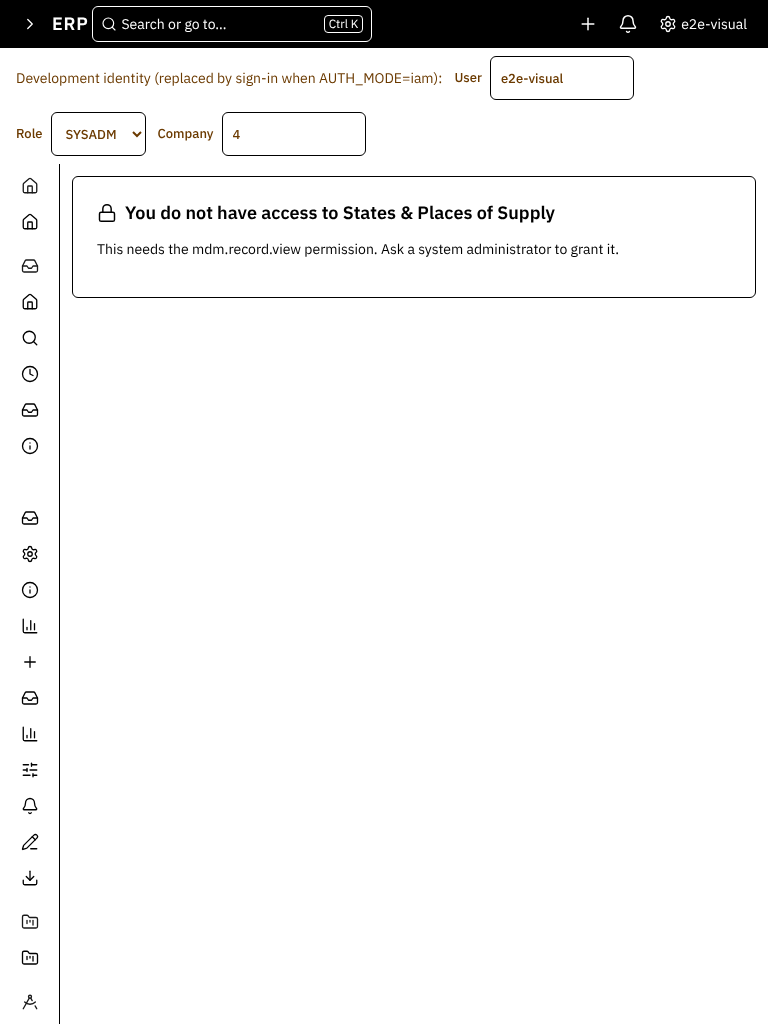 ERP
Search or go to...
Ctrl K
e2e-visual
Development identity (replaced by sign-in when AUTH_MODE=iam):
User
e2e-visual
Role
SYSADM
Company
4
You do not have access to States & Places of Supply
This needs the mdm.record.view permission. Ask a system administrator to grant it.